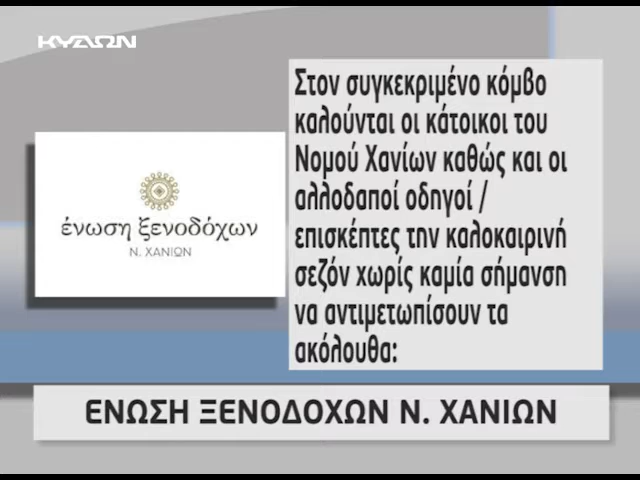 ΚΥΔΩΝ
Στον συγκεκριμένο κόμβο
καλούνται οι κάτοικοι του
Νομού Χανίων καθώς και οι
αλλοδαποί οδηγοί /
επισκέπτες την καλοκαιρινή
σεζόν χωρίς καμία σήμανση
να αντιμετωπίσουν τα
ακόλουθα:
ένωση ξενοδόχων
Ν. ΧΑΝΙΩΝ
ΕΝΩΣΗ ΞΕΝΟΔΟΧΩΝ Ν. ΧΑΝΙΩΝ